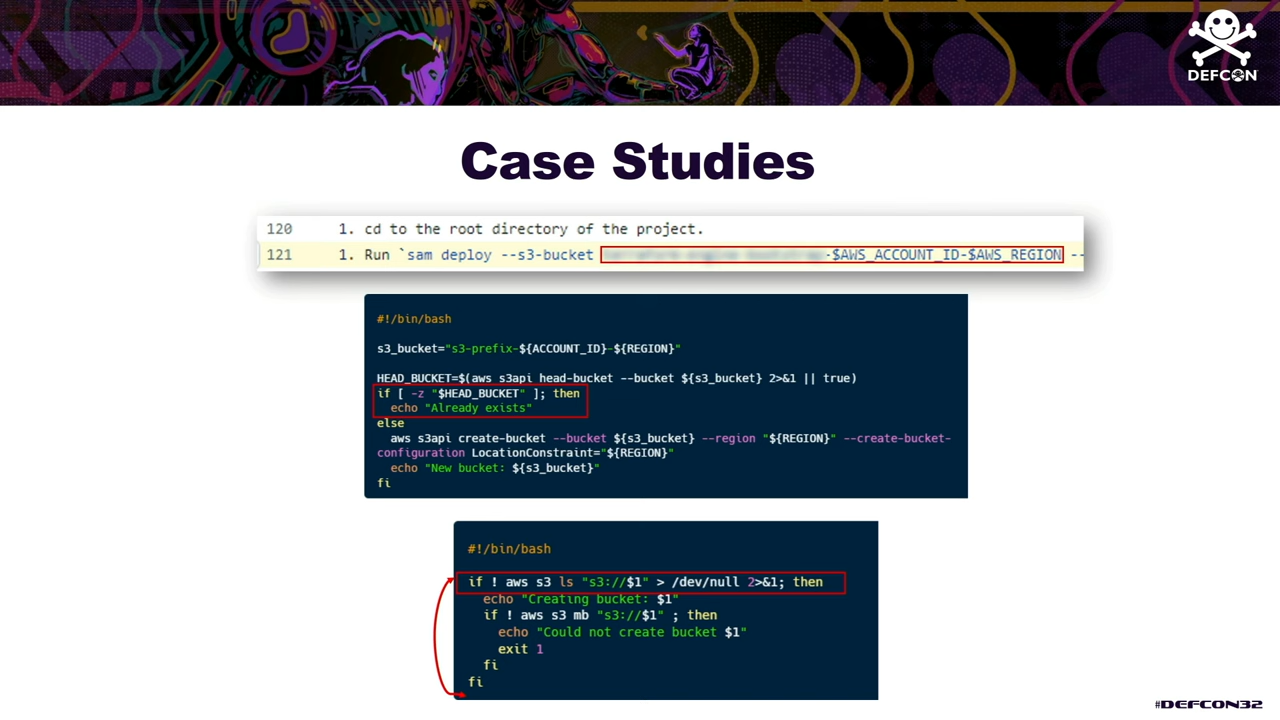 DEFCON
Case Studies
120 1. cd to the root directory of the project.
121 1. Run `sam deploy --s3-bucket -$AWS_ACCOUNT_ID-$AWS_REGION --
#!/bin/bash
s3_bucket="s3-prefix-${ACCOUNT_ID}-${REGION}"
HEAD_BUCKET=$(aws s3api head-bucket --bucket ${s3_bucket} 2>&1 || true)
if [ -z "$HEAD_BUCKET" ]; then
echo "Already exists"
else
aws s3api create-bucket --bucket ${s3_bucket} --region "${REGION}" --create-bucket-
configuration LocationConstraint="${REGION}"
echo "New bucket: ${s3_bucket}"
fi
#!/bin/bash
if ! aws s3 ls "s3://$1" > /dev/null 2>&1; then
echo "Creating bucket: $1"
if ! aws s3 mb "s3://$1" ; then
echo "Could not create bucket $1"
exit 1
fi
fi
#DEFCON32